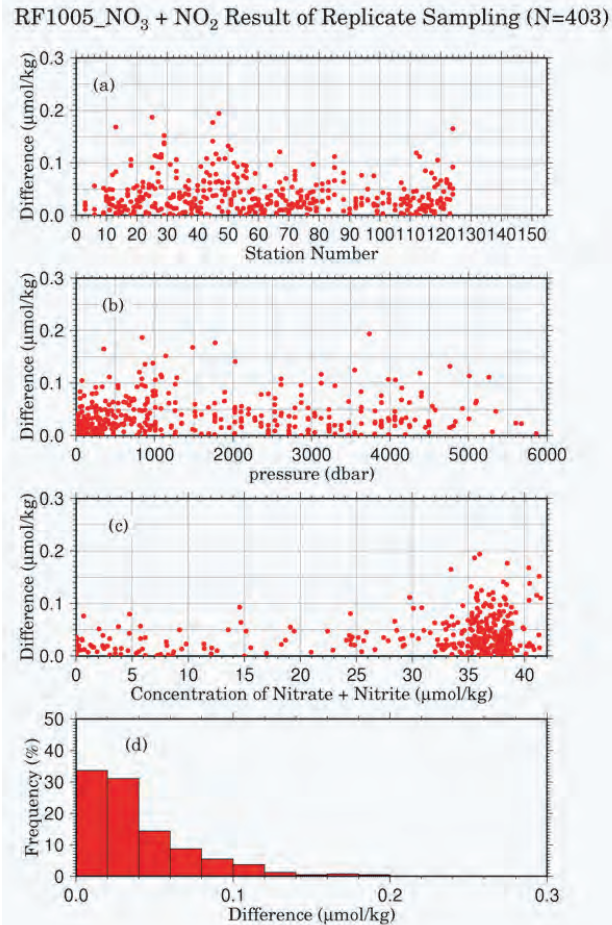 RF1005_NO3 + NO2 Result of Replicate Sampling (N=403)
Difference (μmol/kg)
0.3
0.2
0.1
0.0
(a)
0 10 20 30 40 50 60 70 80 90 100 110 120 130 140 150
Station Number
Difference (μmol/kg)
0.3
0.2
0.1
0.0
(b)
0 1000 2000 3000 4000 5000 6000
pressure (dbar)
Difference (μmol/kg)
0.3
0.2
0.1
0.0
(c)
0 5 10 15 20 25 30 35 40
Concentration of Nitrate + Nitrite (μmol/kg)
Frequency (%)
50
40
30
20
10
0
(d)
0.0 0.1 0.2 0.3
Difference (μmol/kg)